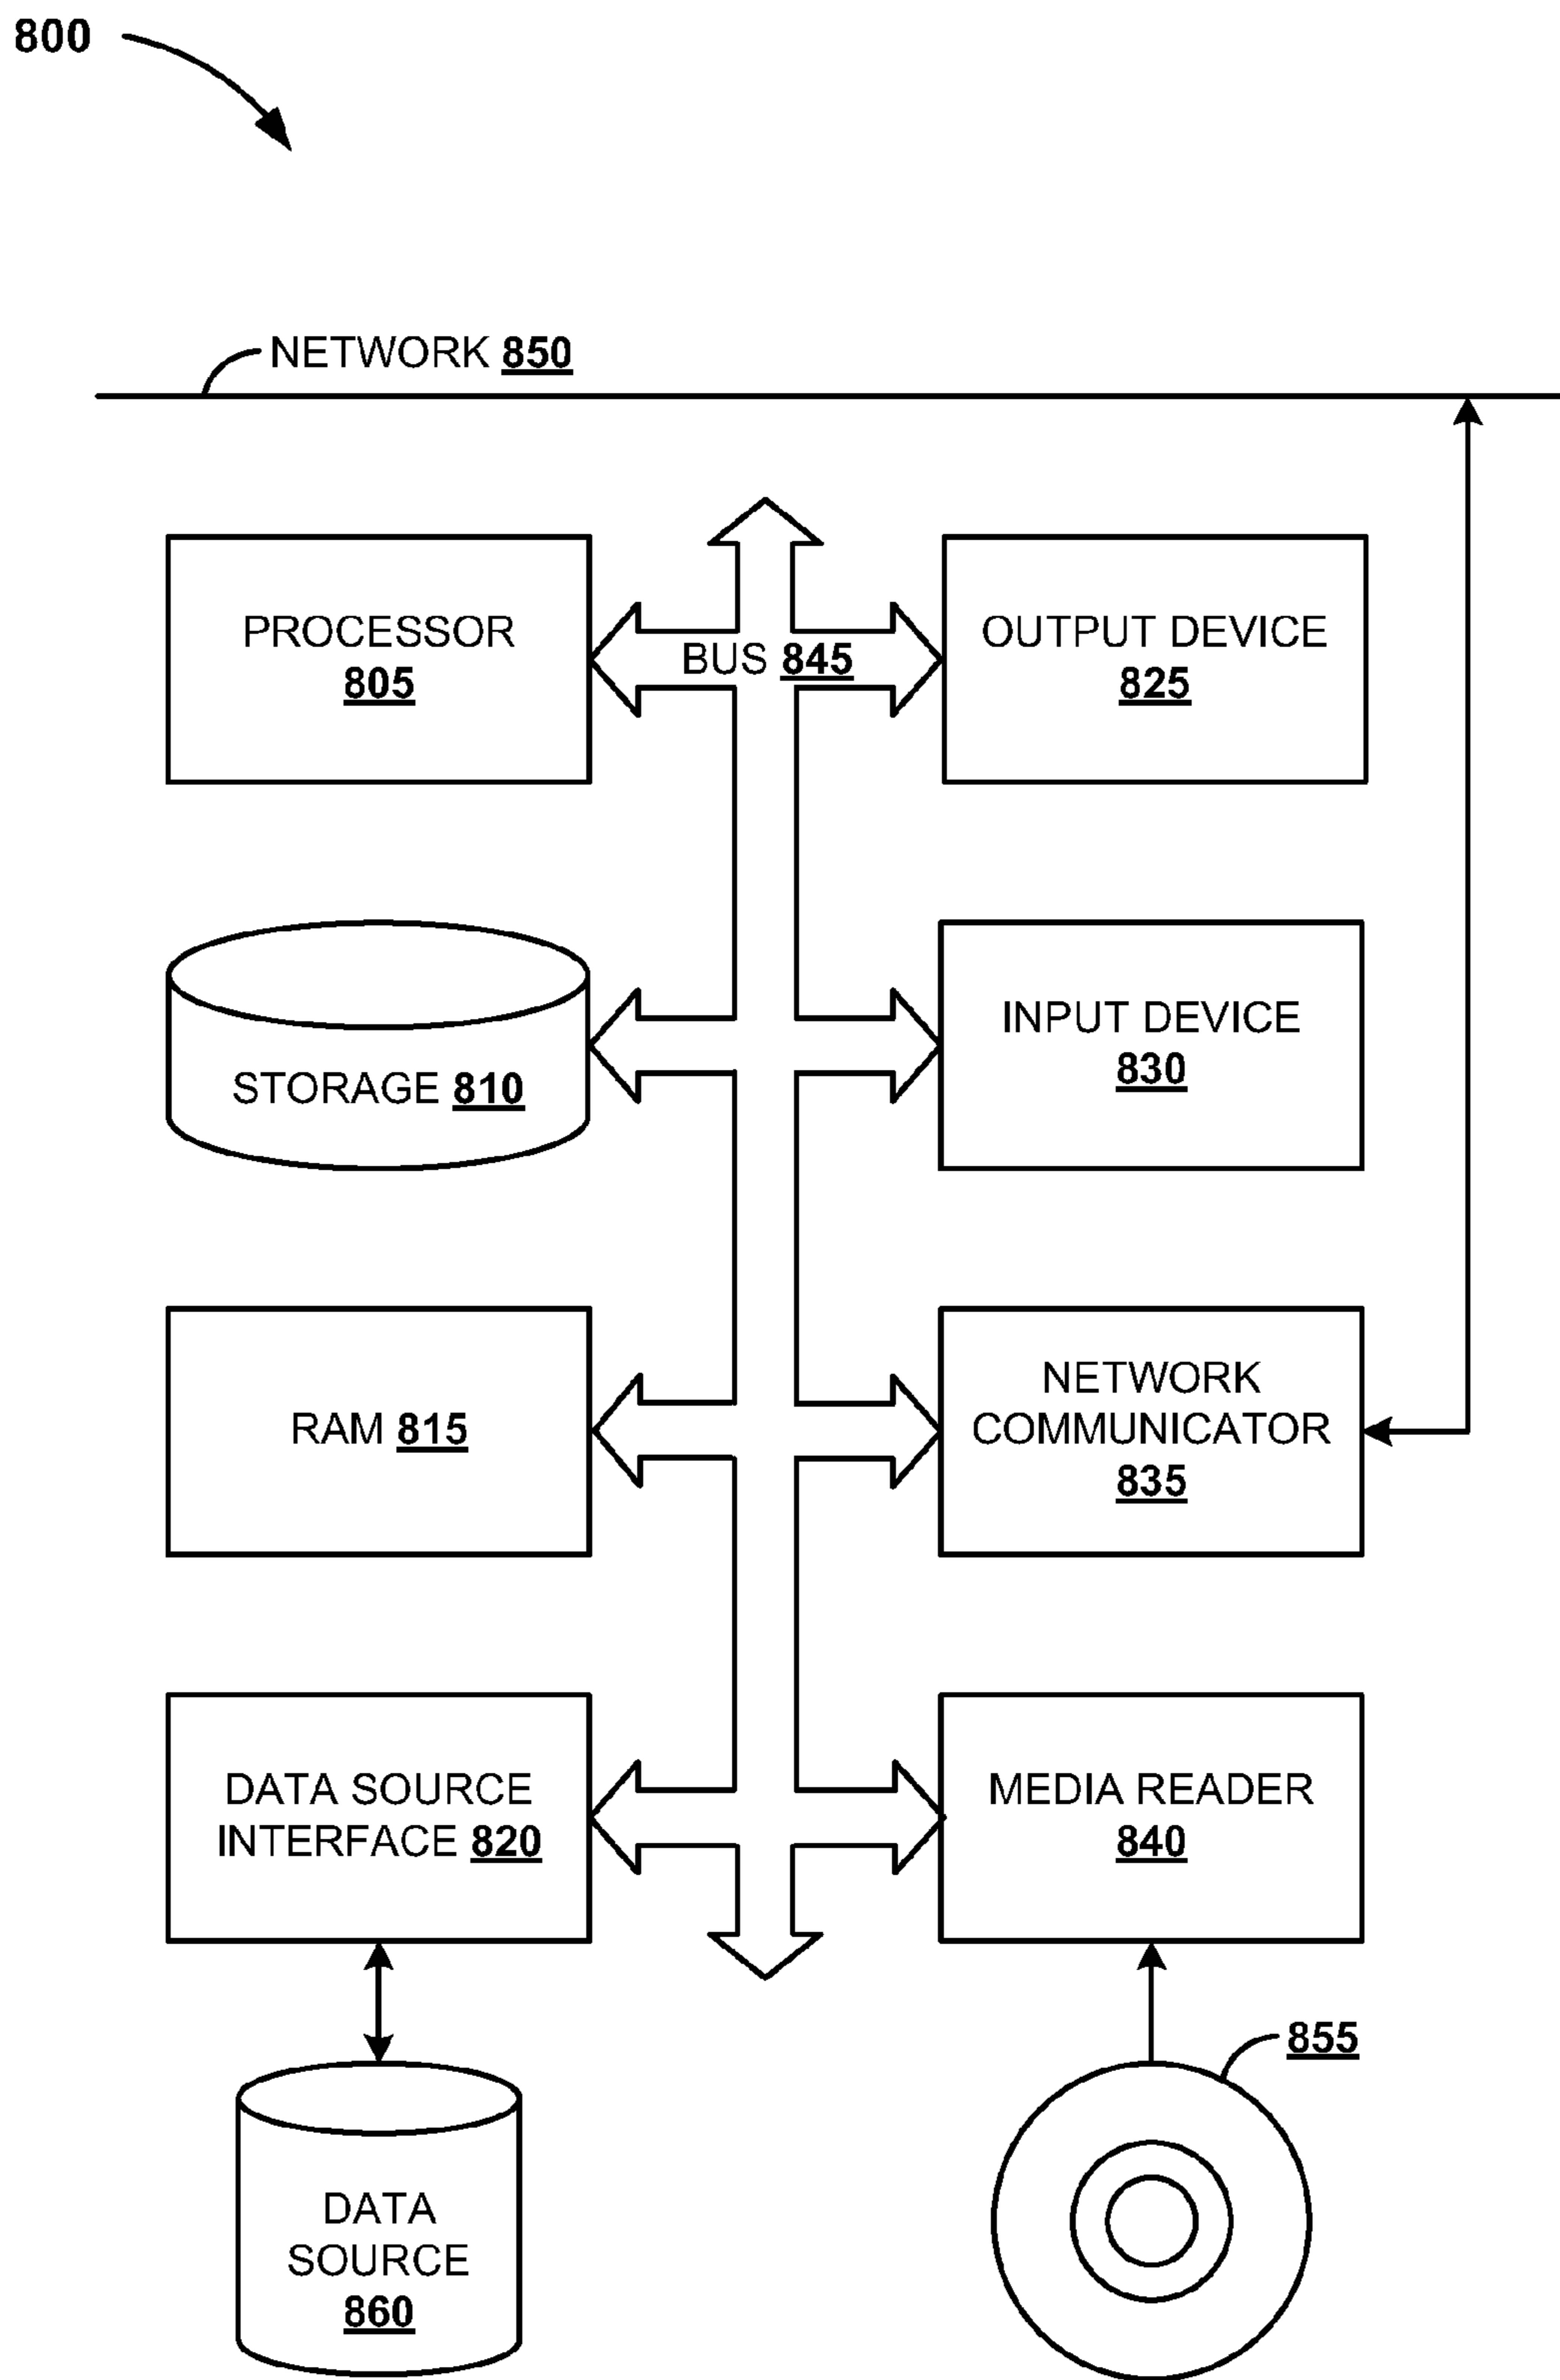 800
NETWORK 850
PROCESSOR
805
BUS 845
OUTPUT DEVICE
825
STORAGE 810
INPUT DEVICE
830
RAM 815
NETWORK
COMMUNICATOR
835
DATA SOURCE
INTERFACE 820
MEDIA READER
840
855
DATA
SOURCE
860